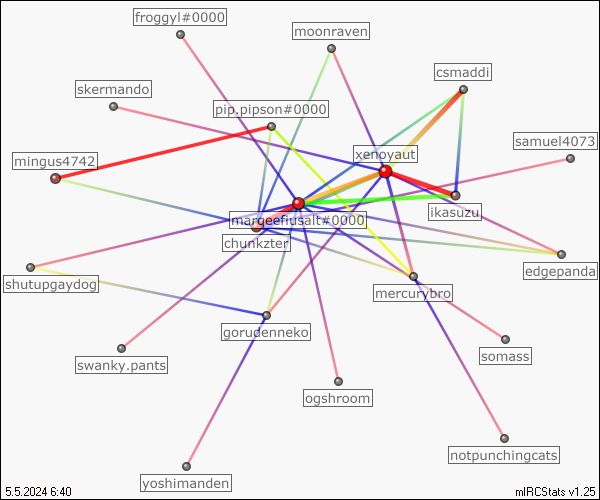 froggyl#0000
moonraven
csmaddi
skermando
pip.pipson#0000
samuel4073
xenoyaut
mingus4742
ikasuzu
margeefiusalt#0000
chunkzter
edgepanda
shutupgaydog
mercurybro
gorudenneko
somass
swanky.pants
ogshroom
notpunchingcats
yoshimanden
5.5.2024 6:40
mIRCStats v1.25